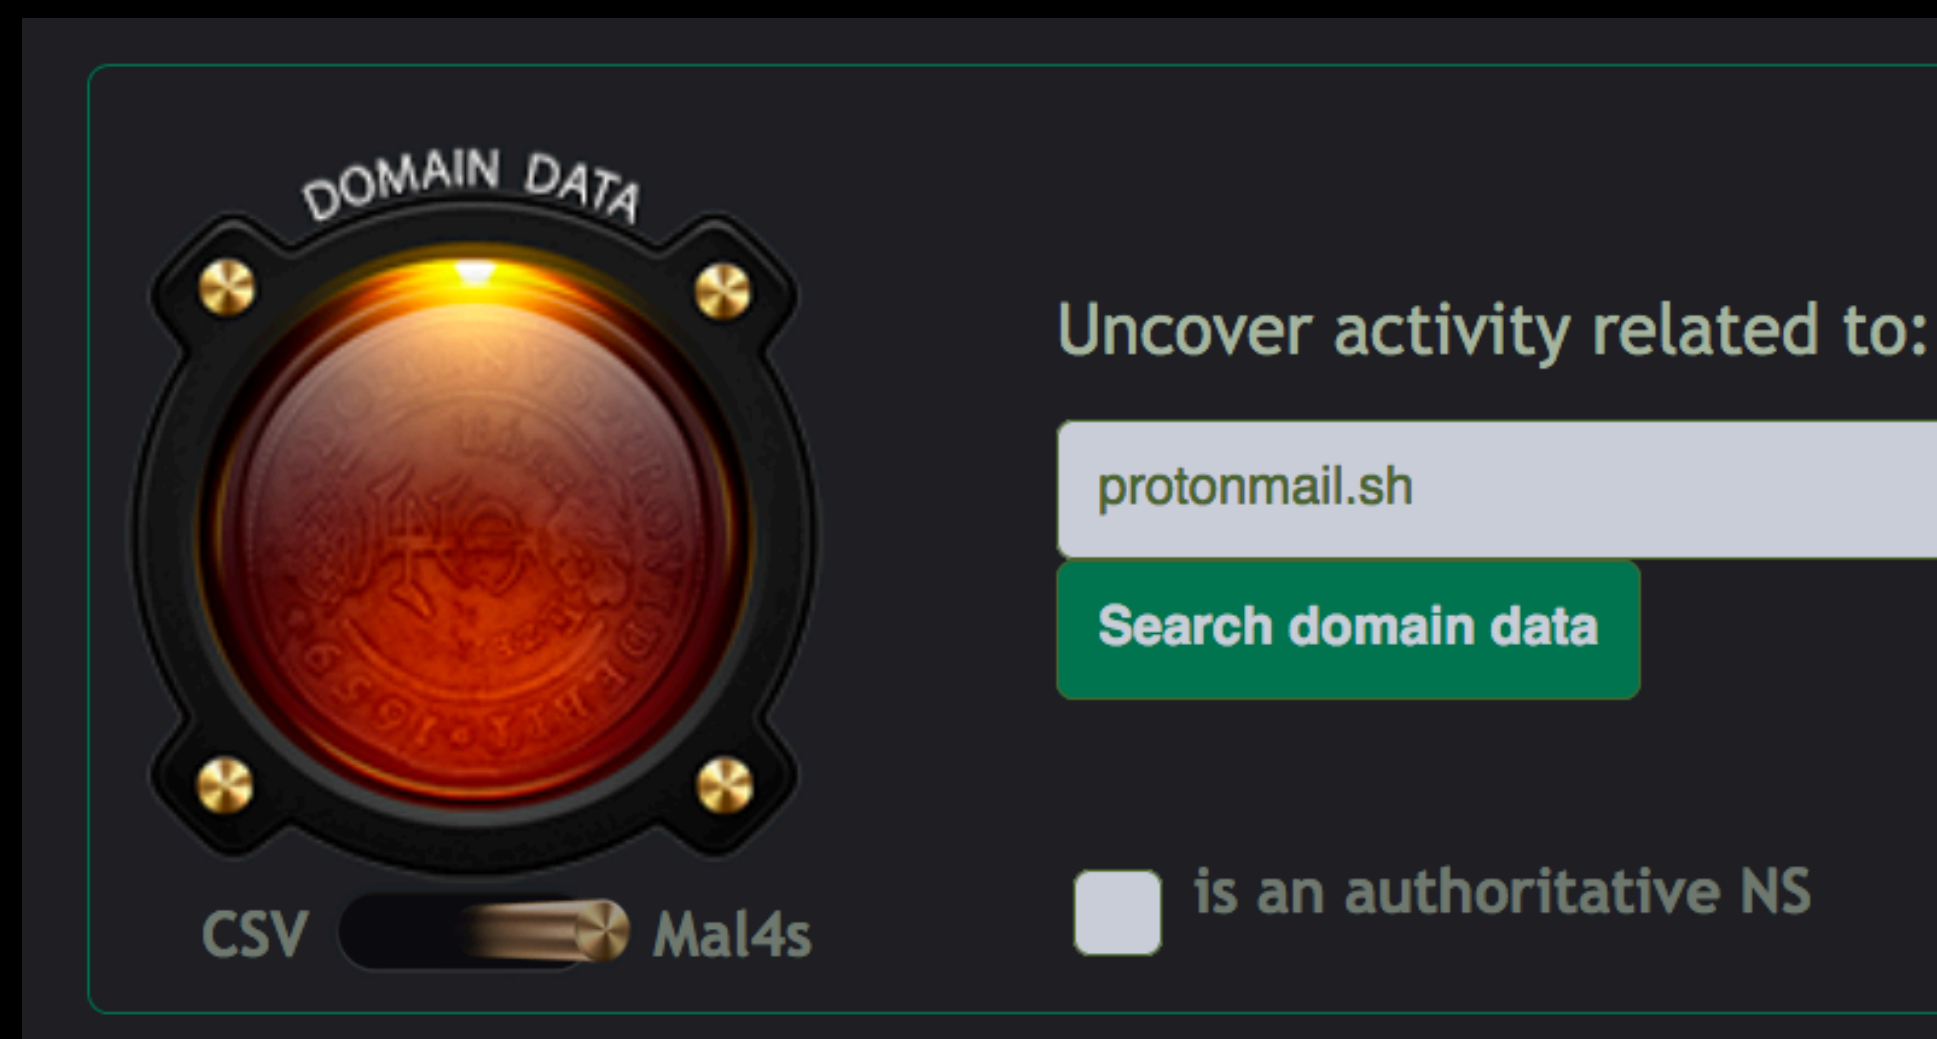 DOMAIN DATA
Uncover activity related to:
protonmail.sh
Search domain data
is an authoritative NS
CSV
Mal4s